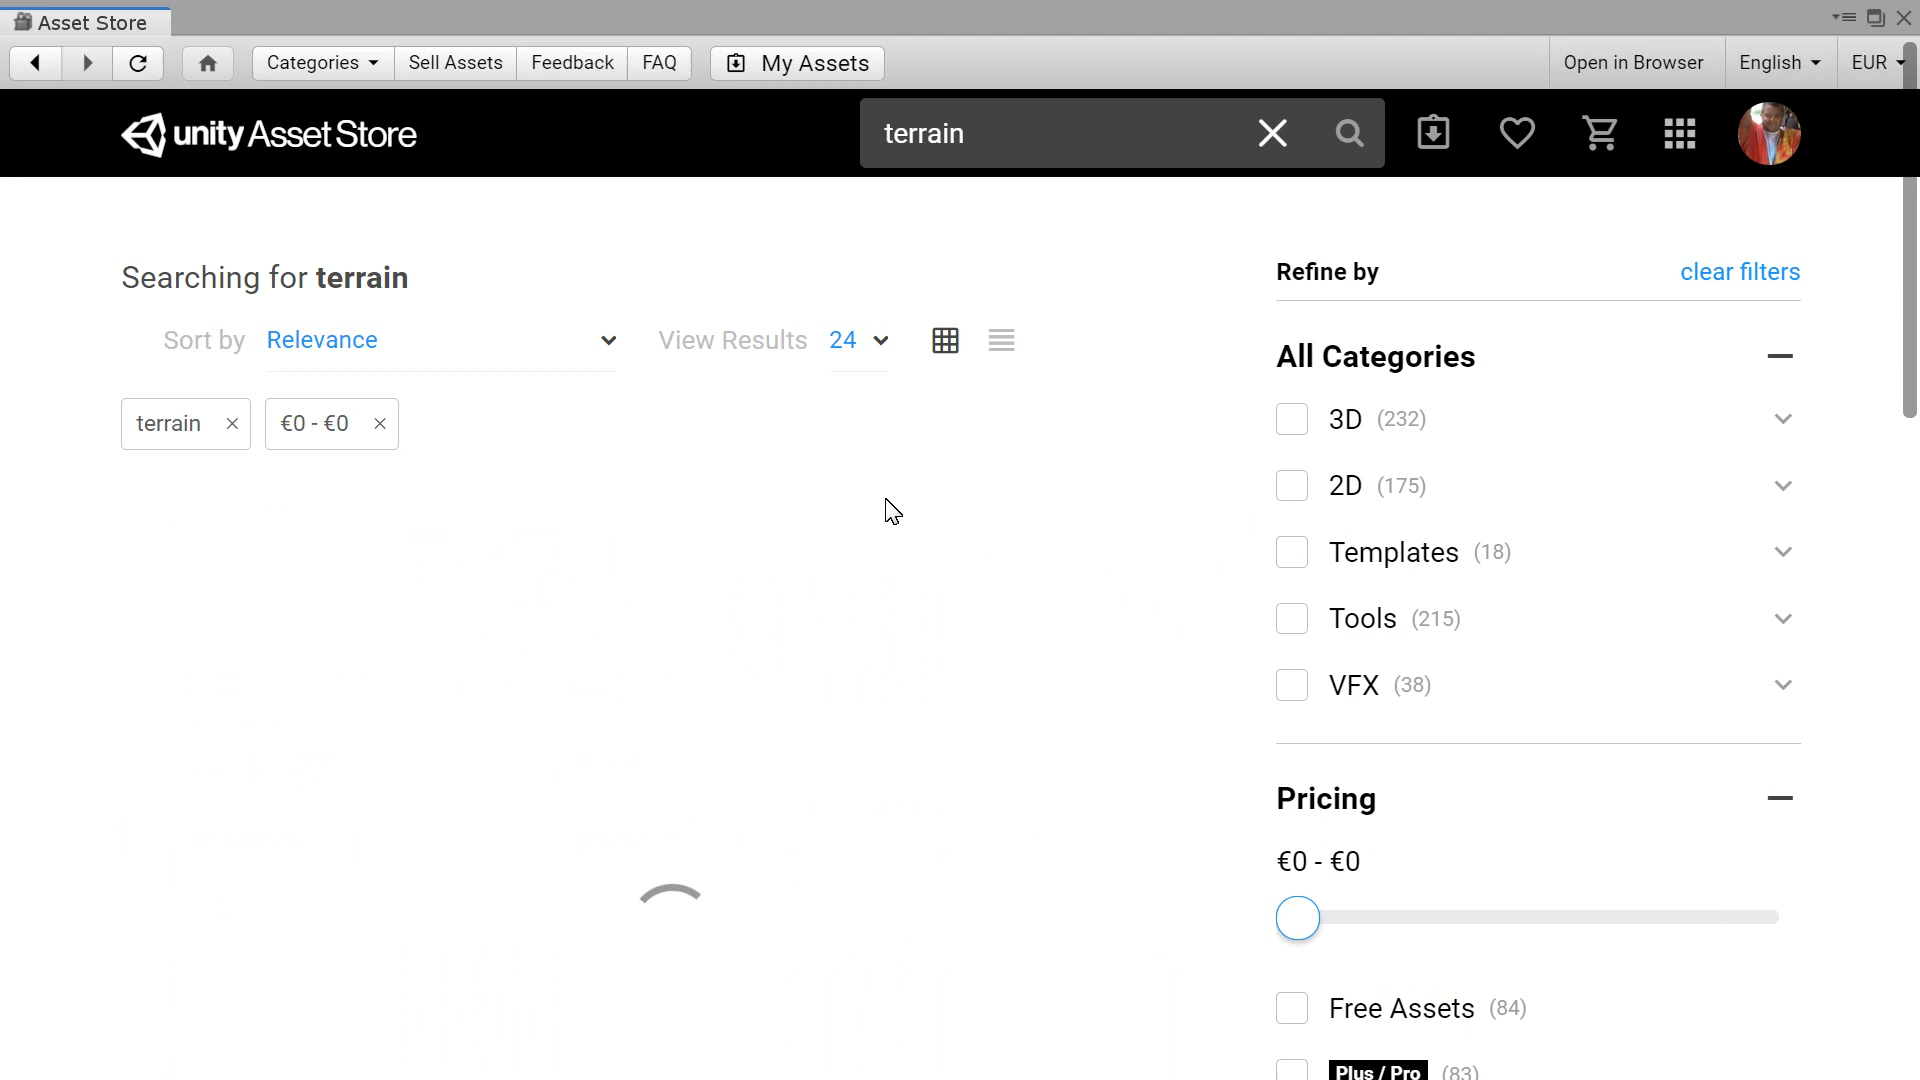 Asset Store
Categories Sell Assets Feedback FAQ My Assets Open in Browser English EUR
unity Asset Store terrain
Searching for terrain
Sort by Relevance View Results 24
terrain €0 - €0
Refine by clear filters
All Categories
3D (232)
2D (175)
Templates (18)
Tools (215)
VFX (38)
Pricing
€0 - €0
Free Assets (84)
Plus / Pro (83)